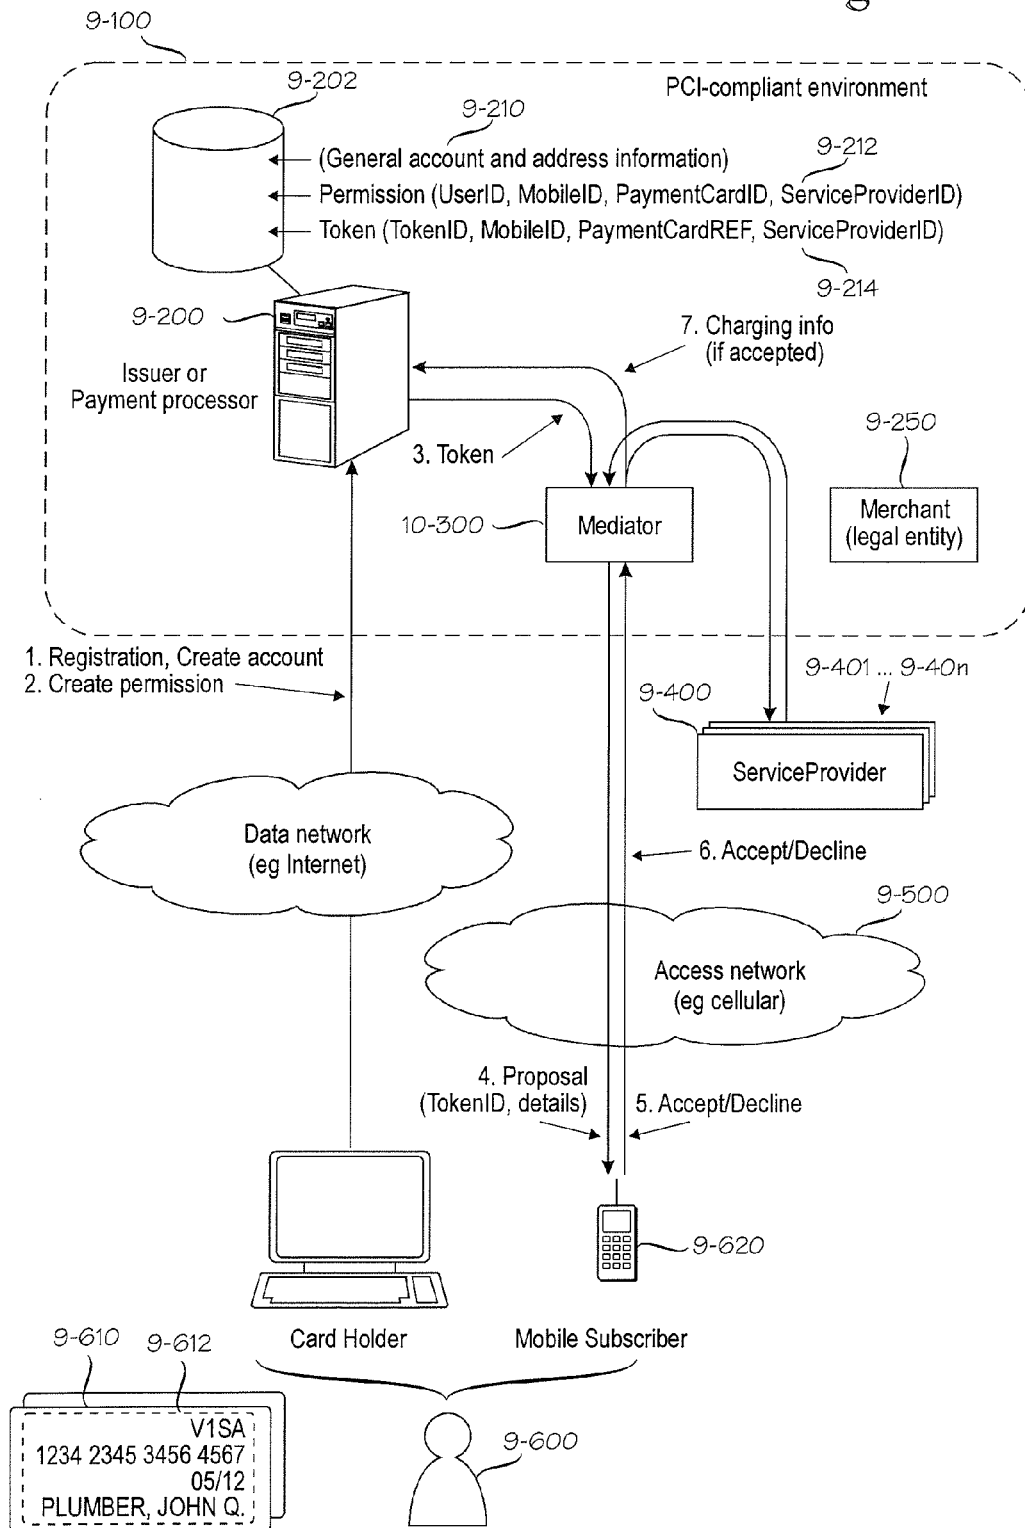 9-100
9-202
PCI-compliant environment
9-210
(General account and address information)
9-212
Permission (UserID, MobileID, PaymentCardID, ServiceProviderID)
Token (TokenID, MobileID, PaymentCardREF, ServiceProviderID)
9-214
9-200
Issuer or
Payment processor
7. Charging info
(if accepted)
3. Token
9-250
10-300
Mediator
Merchant
(legal entity)
1. Registration, Create account
2. Create permission
9-400
9-401 ... 9-40n
ServiceProvider
Data network
(eg Internet)
6. Accept/Decline
9-500
Access network
(eg cellular)
4. Proposal
(TokenID, details)
5. Accept/Decline
9-620
Card Holder
Mobile Subscriber
9-610
9-612
V1SA
1234 2345 3456 4567
05/12
PLUMBER, JOHN Q.
9-600